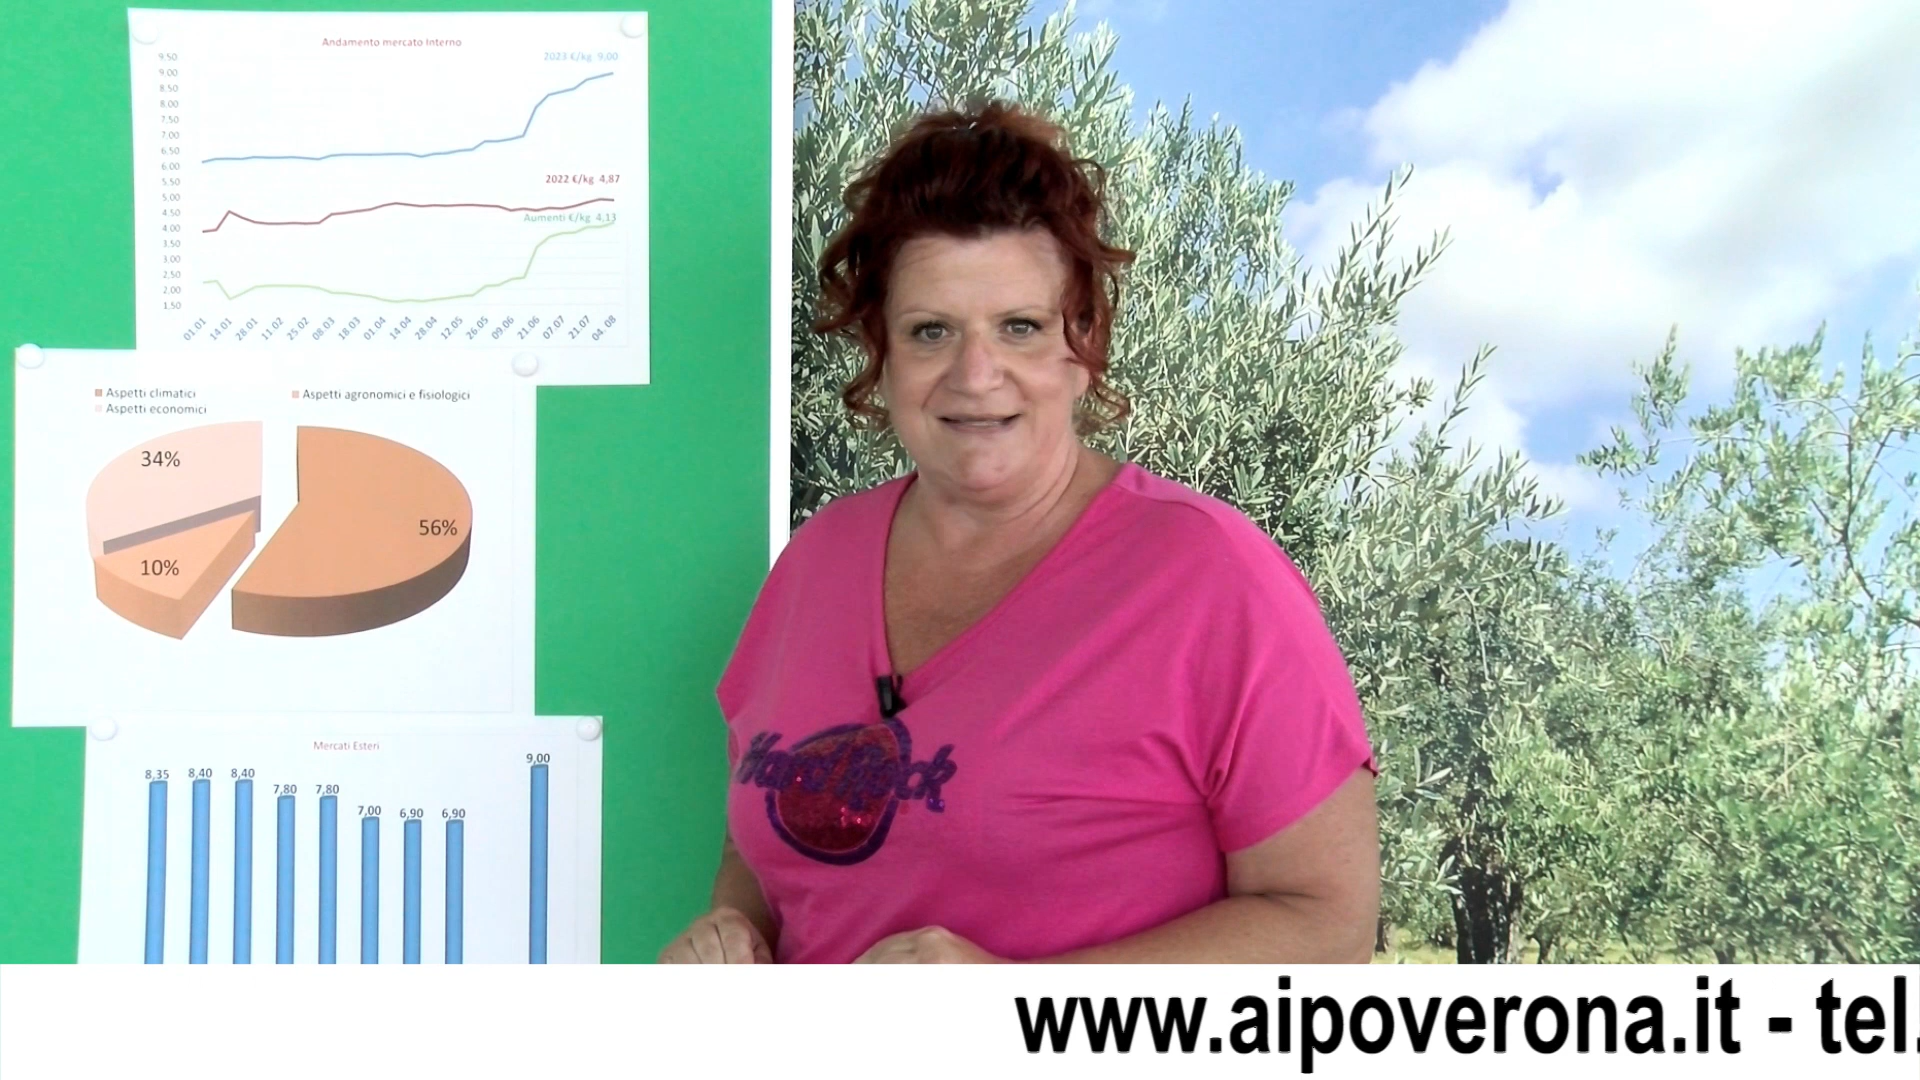 Andamento mercato Interno
9.50
9.00
8.50
8.00
7.50
7.00
6.50
6.00
5.50
5.00
4.50
4.00
3.50
3.00
2.50
2.00
1.50
2023 €/kg 9,00
2022 €/kg 4,87
Aumenti €/kg 4,13
01.01 14.01 28.01 11.02 25.02 08.03 18.03 01.04 14.04 28.04 12.05 26.05 09.06 21.06 07.07 21.07 04.08
Aspetti climatici
Aspetti agronomici e fisiologici
Aspetti economici
34%
56%
10%
Mercati Esteri
8,35 8,40 8,40 7,80 7,80 7,00 6,90 6,90 9,00
Hard Rock
www.aipoverona.it - tel.